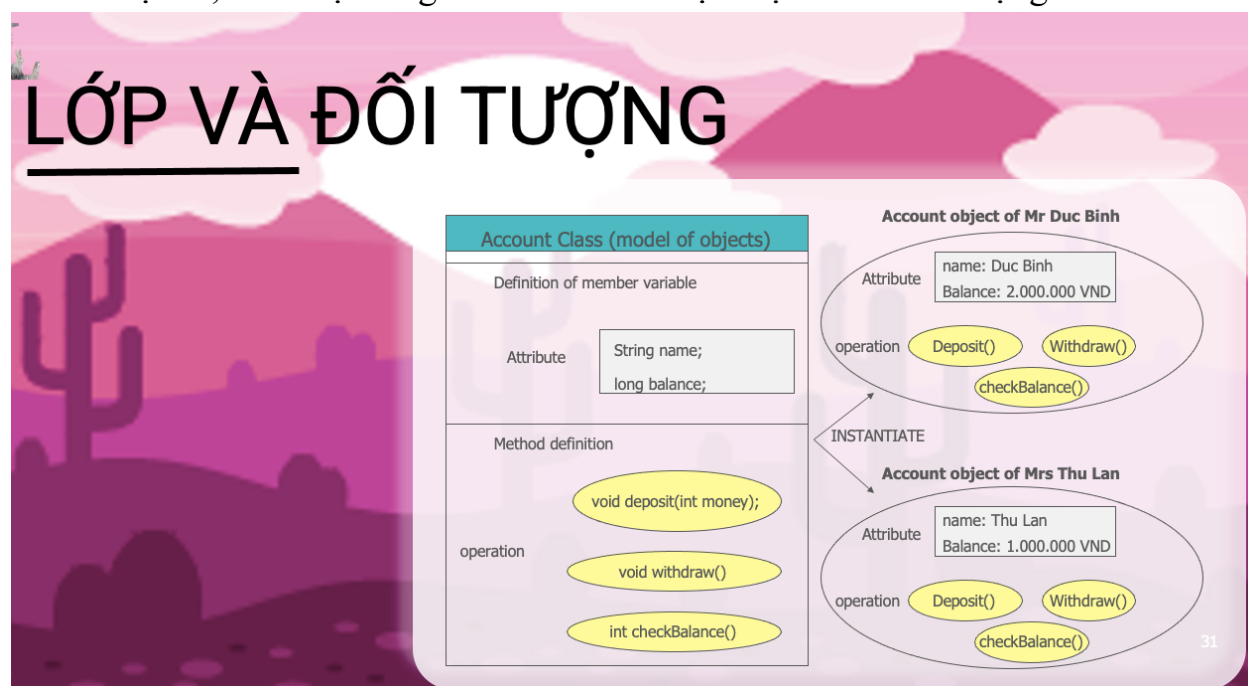 LỚP VÀ ĐỐI TƯỢNG
Account Class (model of objects)
Definition of member variable
Attribute
String name;
long balance;
Method definition
operation
void deposit(int money);
void withdraw()
int checkBalance()
INSTANTIATE
Account object of Mr Duc Binh
Attribute
name: Duc Binh
Balance: 2.000.000 VND
operation
Deposit()
Withdraw()
checkBalance()
Account object of Mrs Thu Lan
Attribute
name: Thu Lan
Balance: 1.000.000 VND
operation
Deposit()
Withdraw()
checkBalance()
31